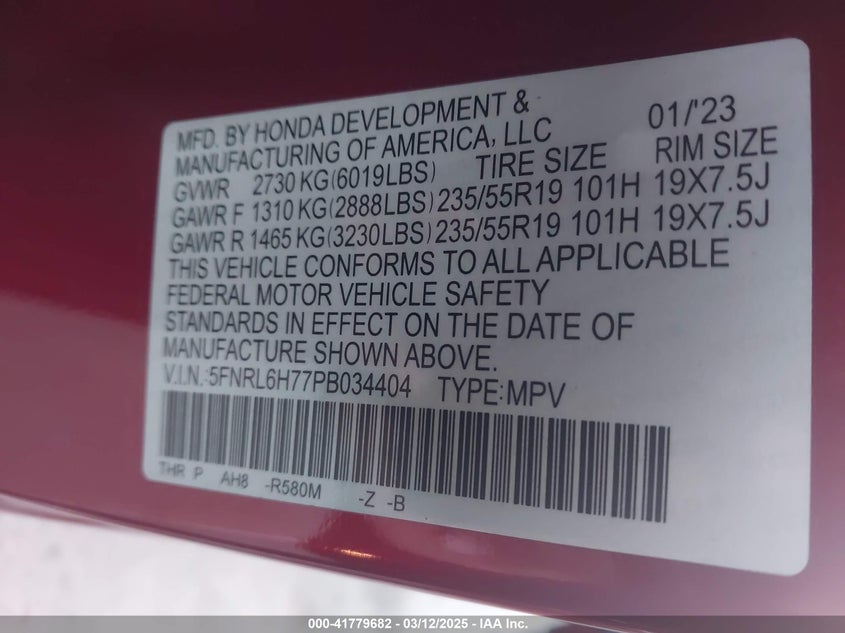 MFD. BY HONDA DEVELOPMENT &
MANUFACTURING OF AMERICA, LLC 01/'23
GVWR 2730 KG(6019LBS) TIRE SIZE RIM SIZE
GAWR F 1310 KG(2888LBS) 235/55R19 101H 19X7.5J
GAWR R 1465 KG(3230LBS) 235/55R19 101H 19X7.5J
THIS VEHICLE CONFORMS TO ALL APPLICABLE
FEDERAL MOTOR VEHICLE SAFETY
STANDARDS IN EFFECT ON THE DATE OF
MANUFACTURE SHOWN ABOVE.
V.I.N.:5FNRL6H77PB034404 TYPE:MPV
THR P AH8 -R580M -Z -B
000-41779682 - 03/12/2025 - IAA Inc.